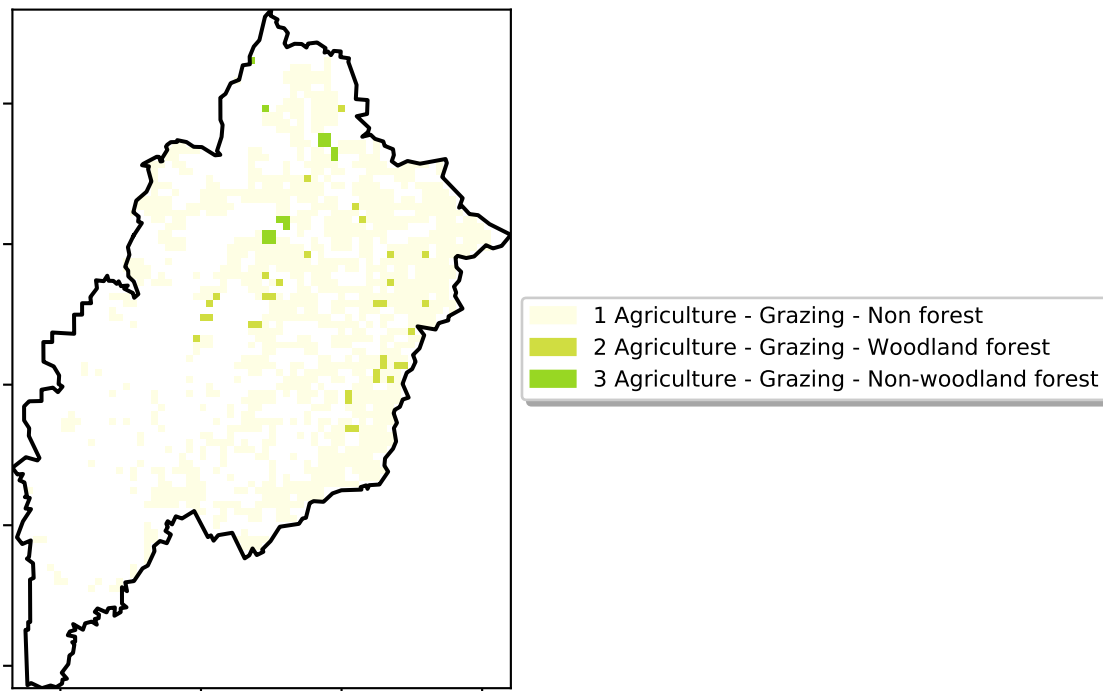 1 Agriculture - Grazing - Non forest
2 Agriculture - Grazing - Woodland forest
3 Agriculture - Grazing - Non-woodland forest